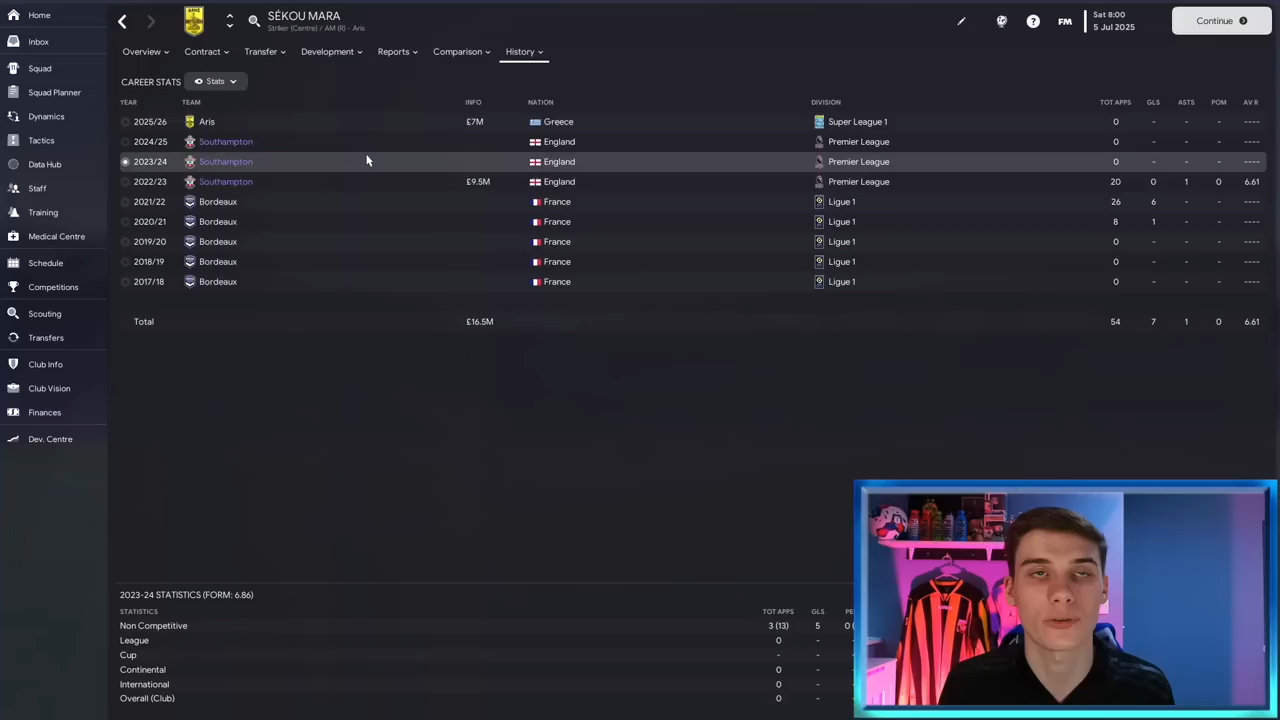 Home
Inbox
Squad
Squad Planner
Dynamics
Tactics
Data Hub
Staff
Training
Medical Centre
Schedule
Competitions
Scouting
Transfers
Club Info
Club Vision
Finances
Dev. Centre
SÉKOU MARA
Striker (Centre) / AM (R) - Aris
FM
Sat 8:00
5 Jul 2025
Continue
Overview Contract Transfer Development Reports Comparison History
CAREER STATS Stats
YEAR TEAM INFO NATION DIVISION TOT APPS GLS ASTS POM AV R
2025/26 Aris £7M Greece Super League 1 0 - - - ----
2024/25 Southampton England Premier League 0 - - - ----
2023/24 Southampton England Premier League 0 - - - ----
2022/23 Southampton £9.5M England Premier League 20 0 1 0 6.61
2021/22 Bordeaux France Ligue 1 26 6 - - ----
2020/21 Bordeaux France Ligue 1 8 1 - - ----
2019/20 Bordeaux France Ligue 1 0 - - - ----
2018/19 Bordeaux France Ligue 1 0 - - - ----
2017/18 Bordeaux France Ligue 1 0 - - - ----
Total £16.5M 54 7 1 0 6.61
2023-24 STATISTICS (FORM: 6.86)
STATISTICS TOT APPS GLS PE
Non Competitive 3 (13) 5 0 (
League 0 -
Cup - -
Continental 0 -
International 0 -
Overall (Club) 0 -